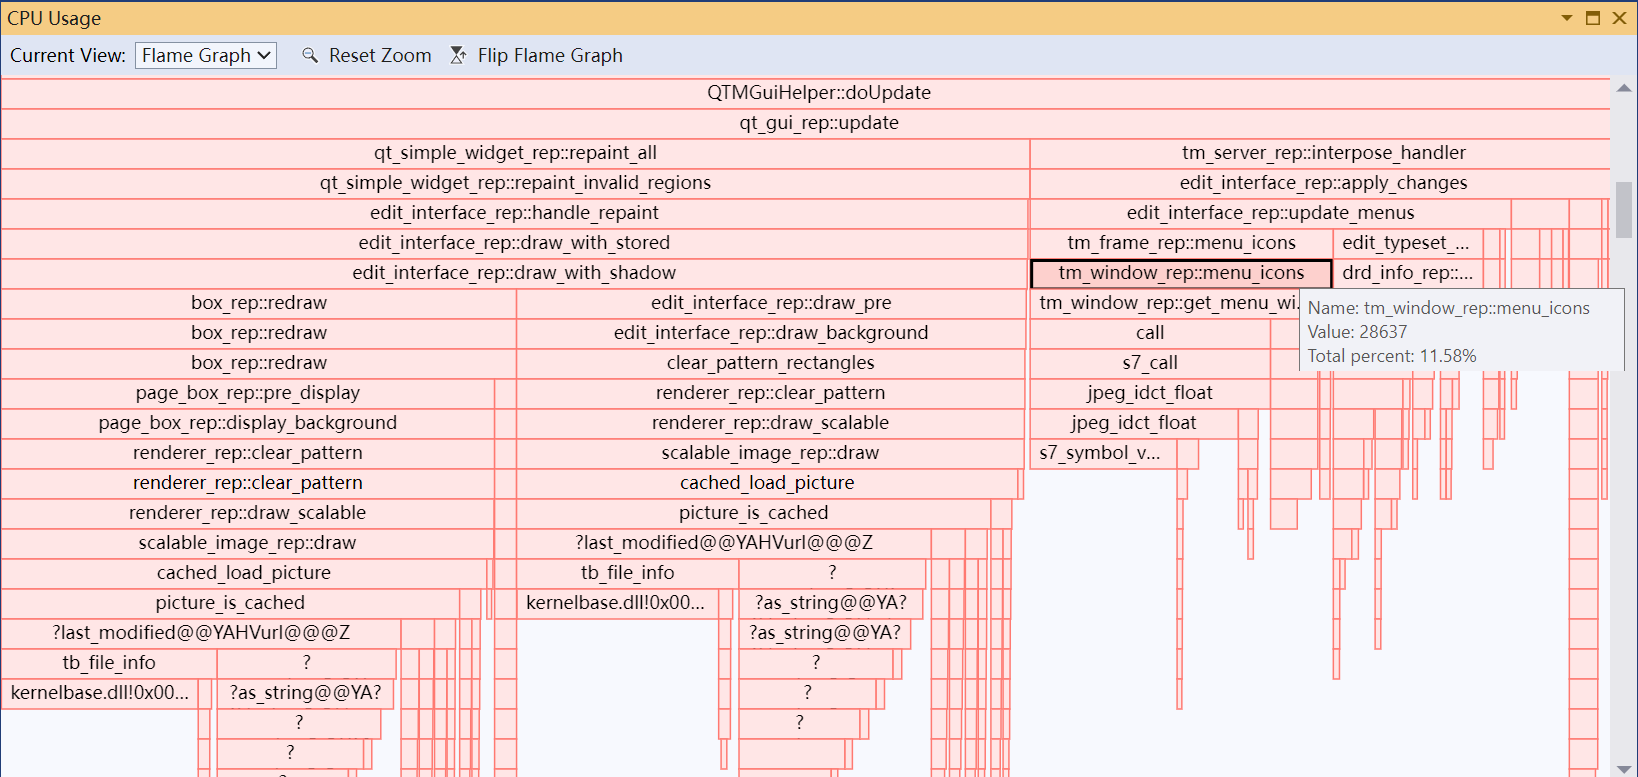 CPU Usage
Current View: Flame Graph Reset Zoom Flip Flame Graph
QTMGuiHelper::doUpdate
qt_gui_rep::update
qt_simple_widget_rep::repaint_all tm_server_rep::interpose_handler
qt_simple_widget_rep::repaint_invalid_regions edit_interface_rep::apply_changes
edit_interface_rep::handle_repaint edit_interface_rep::update_menus
edit_interface_rep::draw_with_stored tm_frame_rep::menu_icons edit_typeset_...
edit_interface_rep::draw_with_shadow tm_window_rep::menu_icons drd_info_rep::...
box_rep::redraw edit_interface_rep::draw_pre tm_window_rep::get_menu_wi...
box_rep::redraw edit_interface_rep::draw_background call
box_rep::redraw clear_pattern_rectangles s7_call
Name: tm_window_rep::menu_icons
Value: 28637
Total percent: 11.58%
page_box_rep::pre_display renderer_rep::clear_pattern jpeg_idct_float
page_box_rep::display_background renderer_rep::draw_scalable jpeg_idct_float
renderer_rep::clear_pattern scalable_image_rep::draw s7_symbol_v...
renderer_rep::clear_pattern cached_load_picture
renderer_rep::draw_scalable picture_is_cached
scalable_image_rep::draw ?last_modified@@YAHVurl@@@Z
cached_load_picture tb_file_info ?
picture_is_cached kernelbase.dll!0x00... ?as_string@@YA?
?last_modified@@YAHVurl@@@Z ?as_string@@YA?
tb_file_info ? ?
kernelbase.dll!0x00... ?as_string@@YA? ?
? ?
?